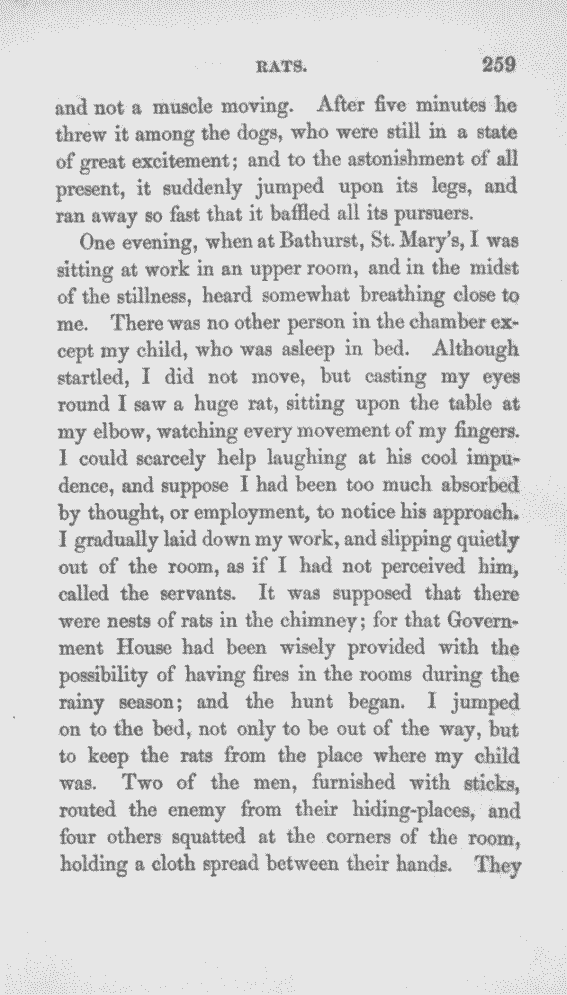 RATS. 259
and not a muscle moving. After five minutes he
threw it among the dogs, who were still in a state
of great excitement; and to the astonishment of all
present, it suddenly jumped upon its legs, and
ran away so fast that it baffled all its pursuers.
One evening, when at Bathurst, St. Mary's, I was
sitting at work in an upper room, and in the midst
of the stillness, heard somewhat breathing close to
me. There was no other person in the chamber ex-
cept my child, who was asleep in bed. Although
startled, I did not move, but casting my eyes
round I saw a huge rat, sitting upon the table at
my elbow, watching every movement of my fingers.
I could scarcely help laughing at his cool impu-
dence, and suppose I had been too much absorbed
by thought, or employment, to notice his approach.
I gradually laid down my work, and slipping quietly
out of the room, as if I had not perceived him,
called the servants. It was supposed that there
were nests of rats in the chimney; for that Govern-
ment House had been wisely provided with the
possibility of having fires in the rooms during the
rainy season; and the hunt began. I jumped
on to the bed, not only to be out of the way, but
to keep the rats from the place where my child
was. Two of the men, furnished with sticks,
routed the enemy from their hiding-places, and
four others squatted at the corners of the room,
holding a cloth spread between their hands. They